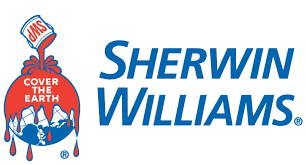 SWP
COVER
THE EARTH
®
SHERWIN
WILLIAMS®